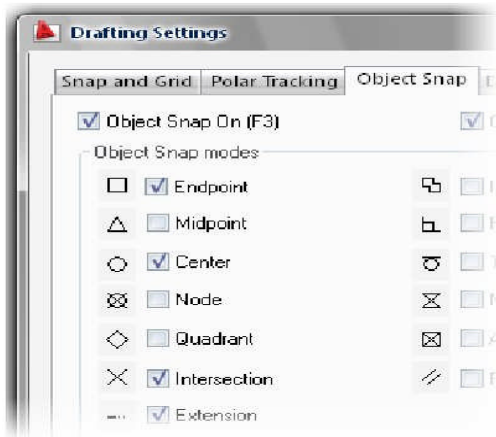 Drafting Settings
Snap and Grid Polar Tracking Object Snap
Object Snap On (F3)
Object Snap modes
Endpoint
Midpoint
Center
Node
Quadrant
Intersection
Extension